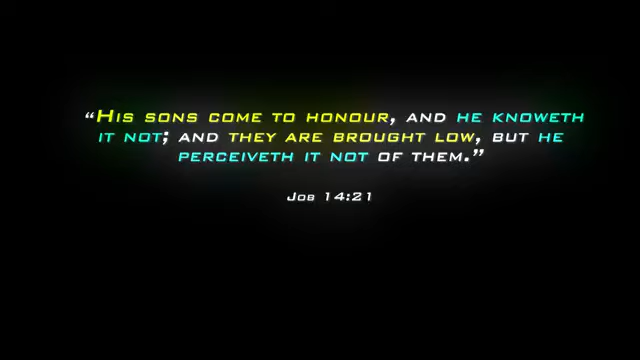 “His sons come to honour, and he knoweth
it not; and they are brought low, but he
perceiveth it not of them.”
Job 14:21